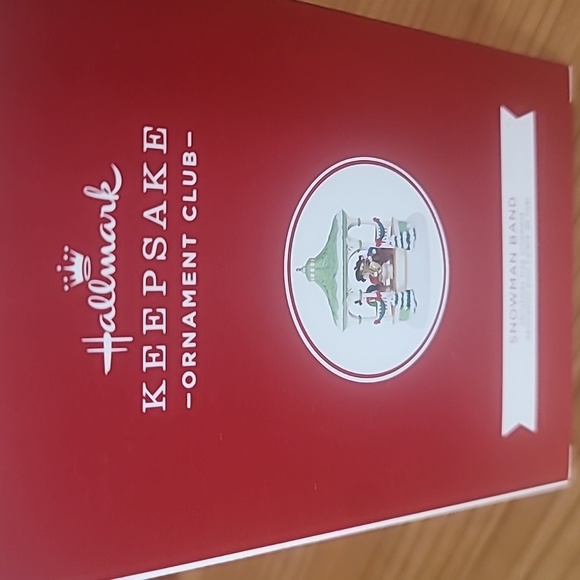 Hallmark
KEEPSAKE
–ORNAMENT CLUB–
SNOWMAN BAND